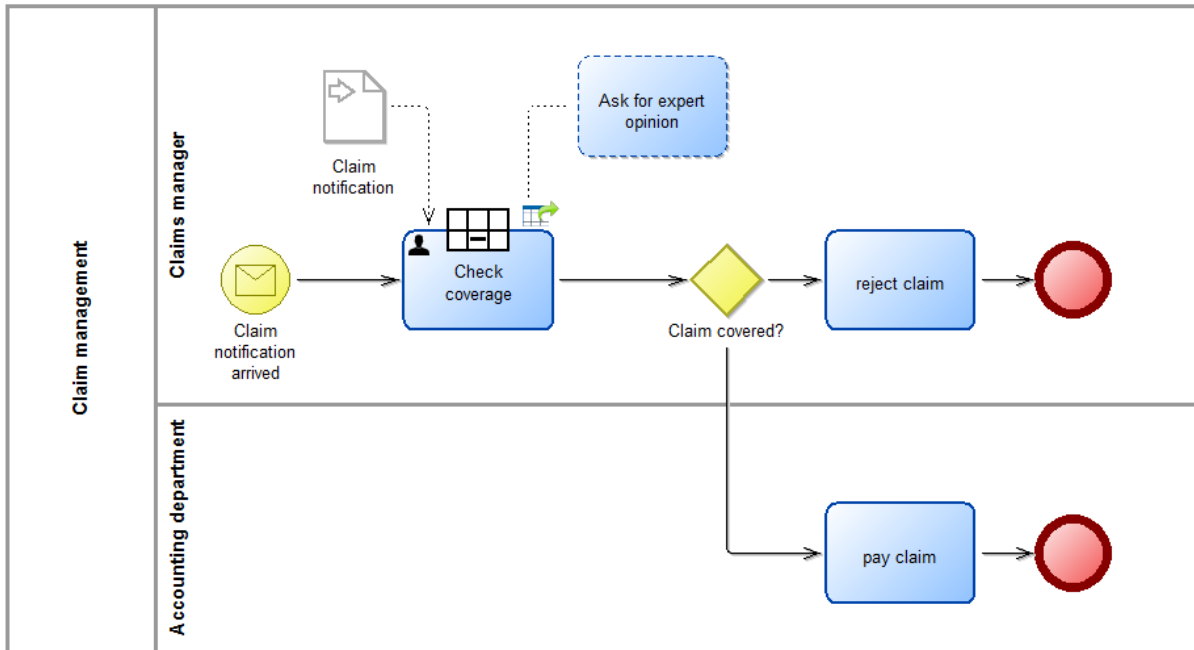 Claim management
Claims manager
Claim
notification
Ask for expert
opinion
Claim
notification
arrived
Check
coverage
Claim covered?
reject claim
Accounting department
pay claim